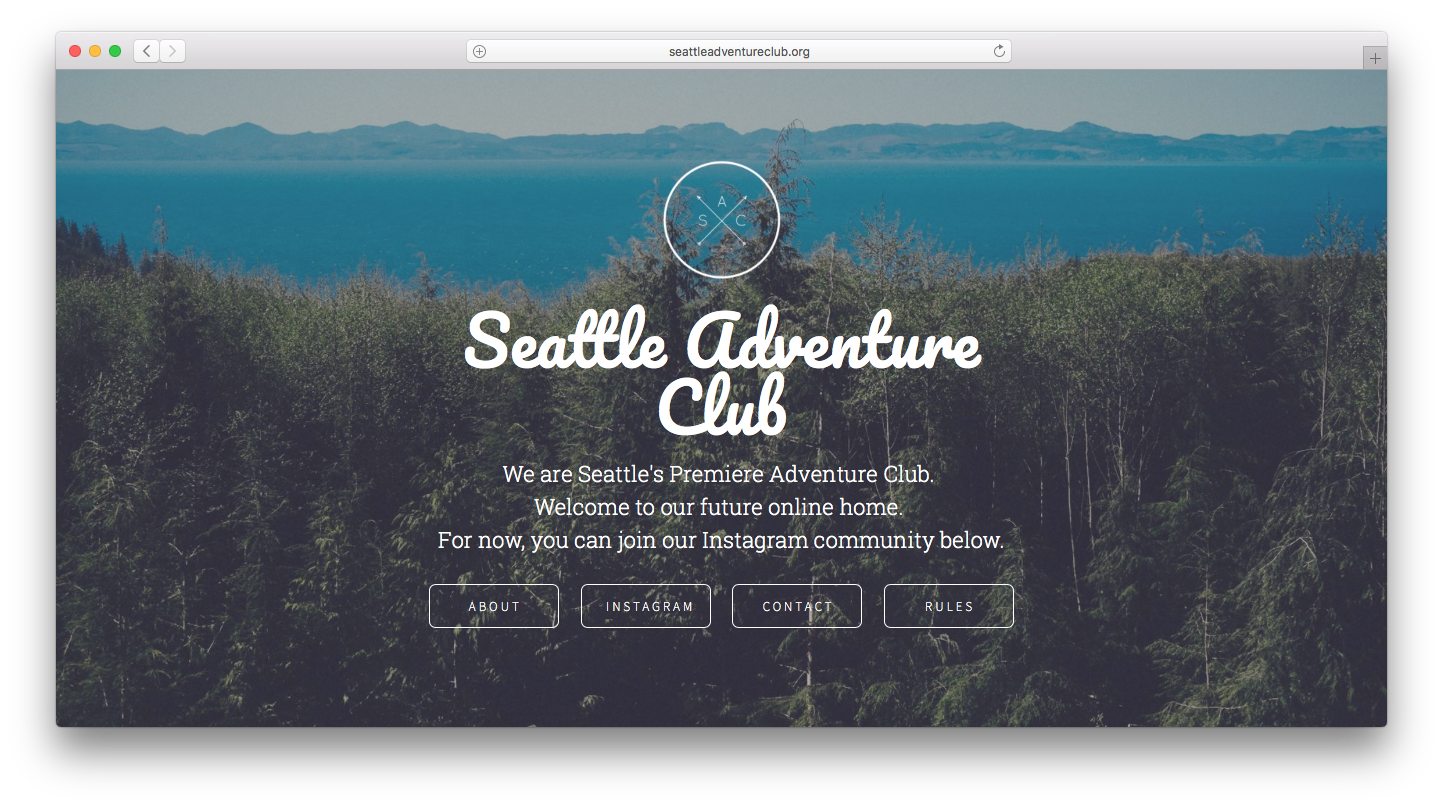 seattleadventureclub.org
A
S C
Seattle Adventure
Club
We are Seattle's Premiere Adventure Club.
Welcome to our future online home.
For now, you can join our Instagram community below.
ABOUT INSTAGRAM CONTACT RULES